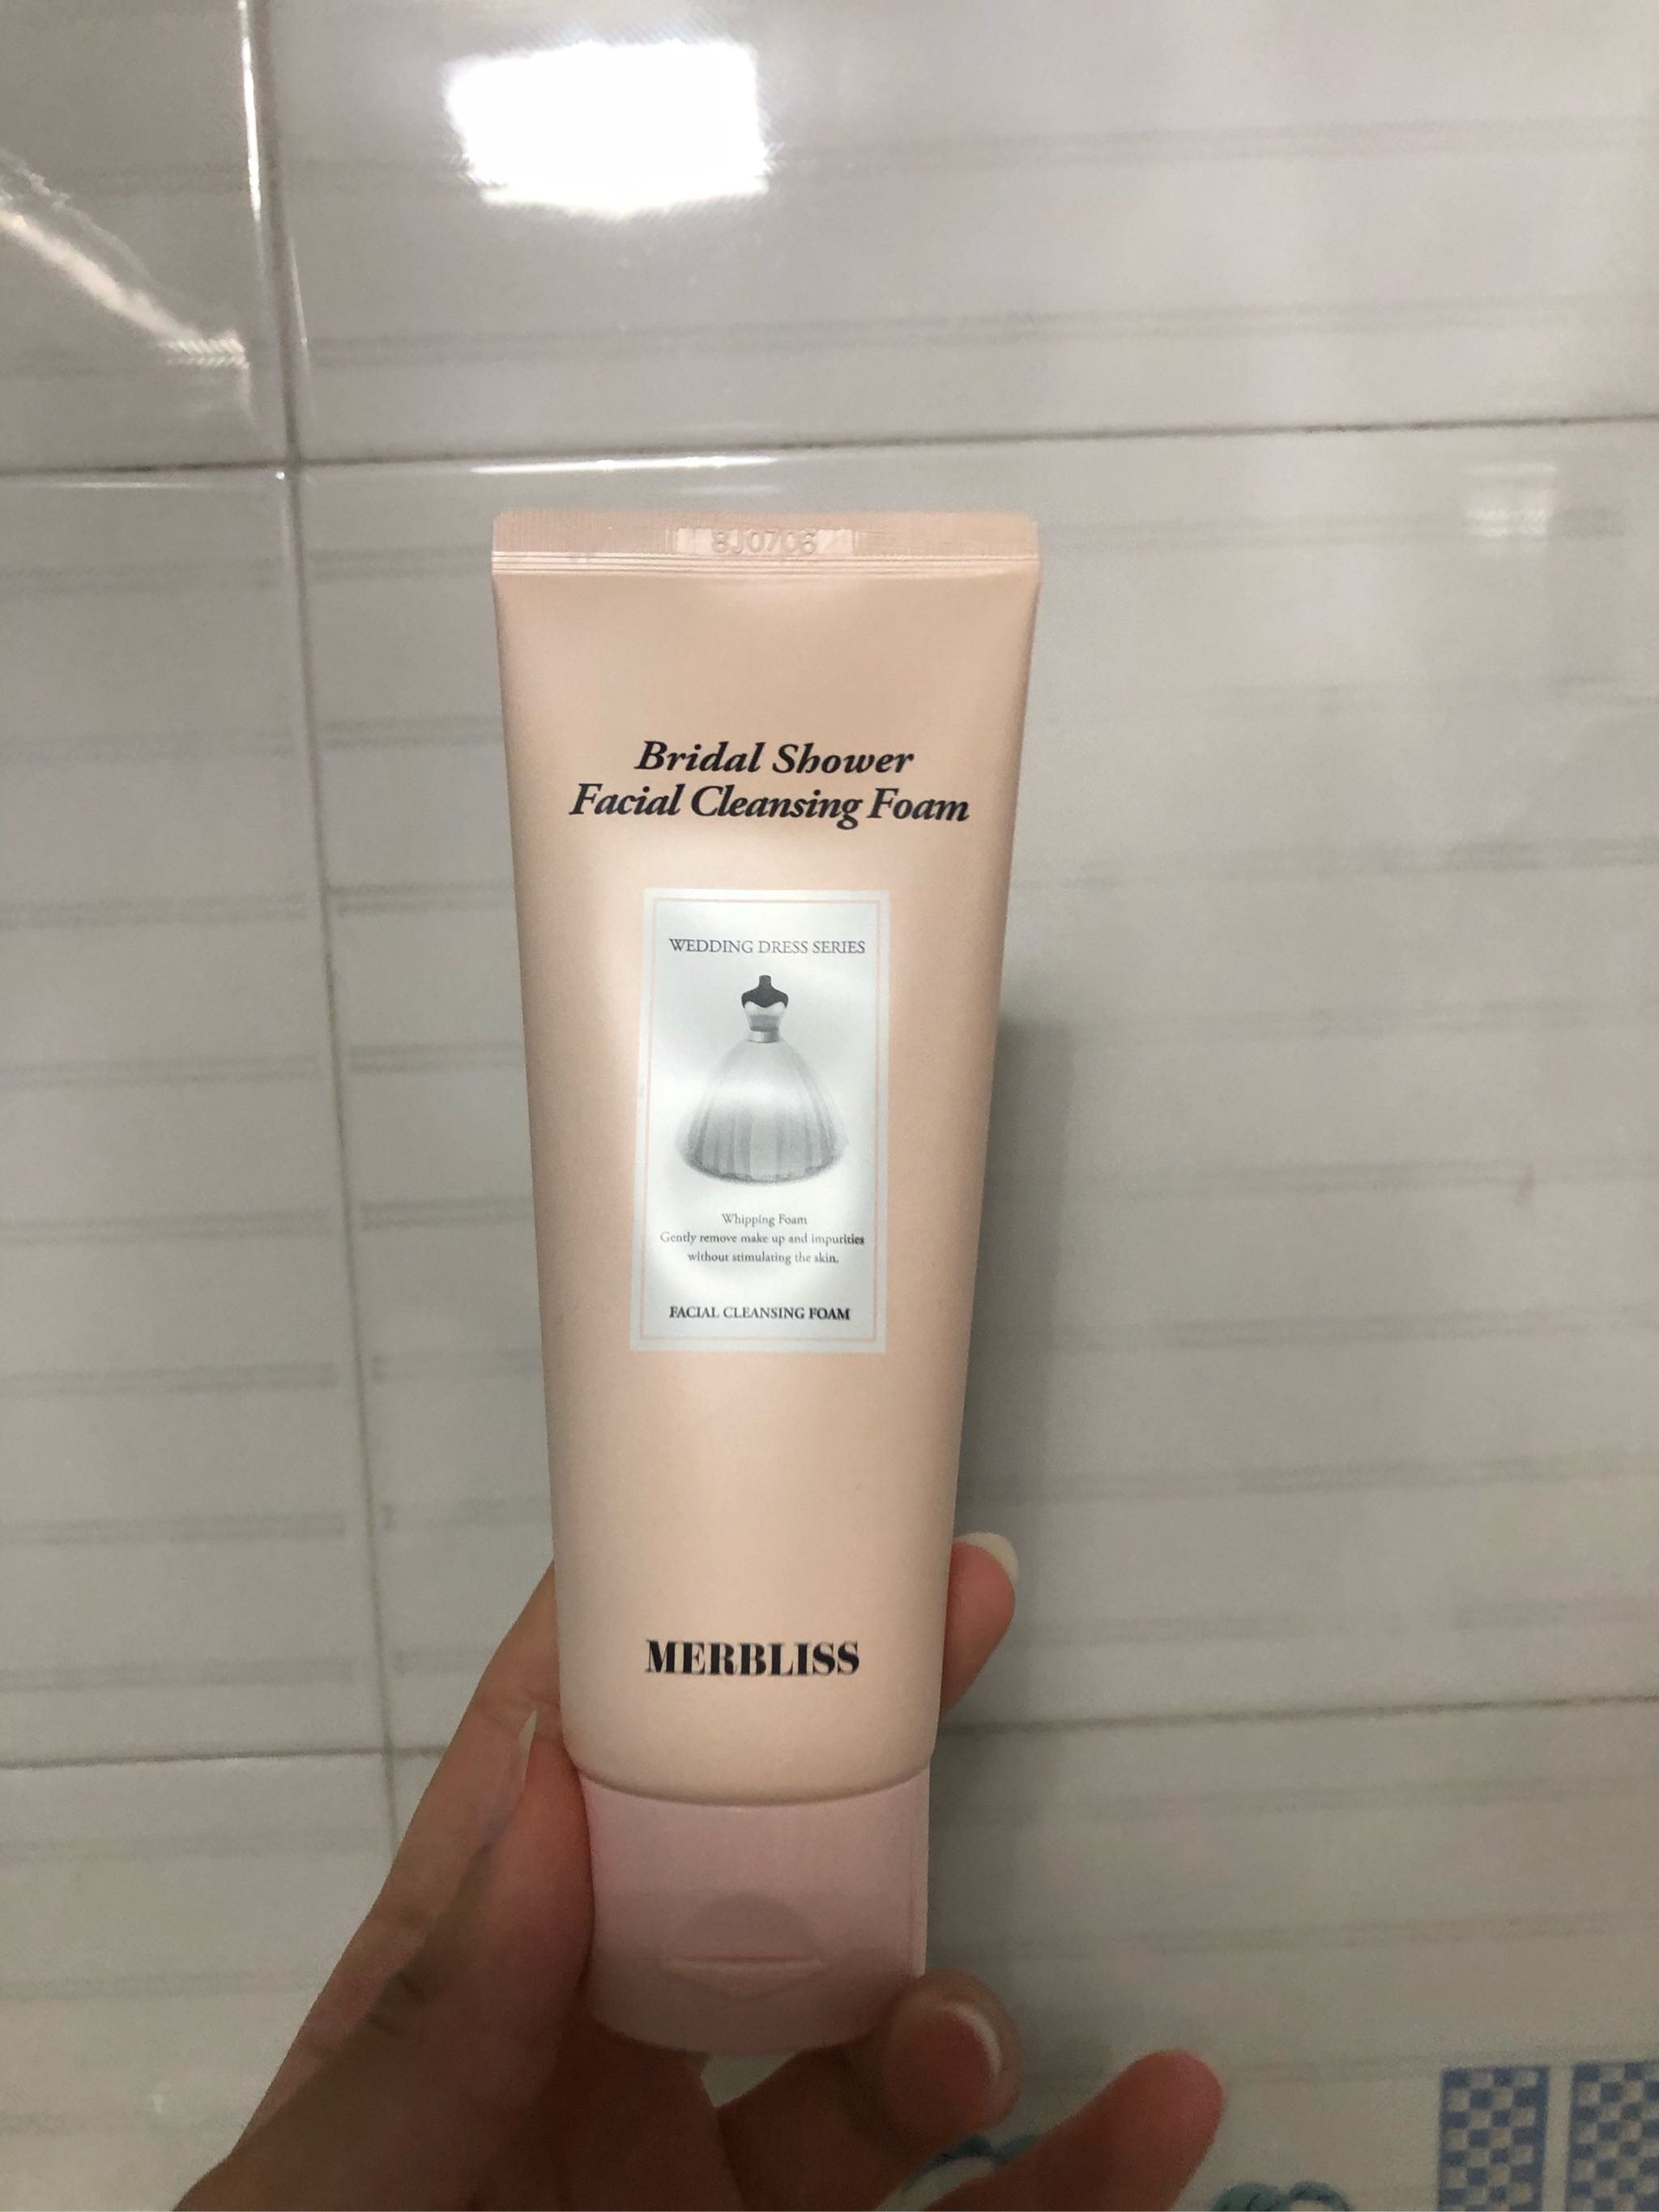 8J0706
Bridal Shower
Facial Cleansing Foam
WEDDING DRESS SERIES
Whipping Foam
Gently remove make up and impurities
without stimulating the skin.
FACIAL CLEANSING FOAM
MERBLISS